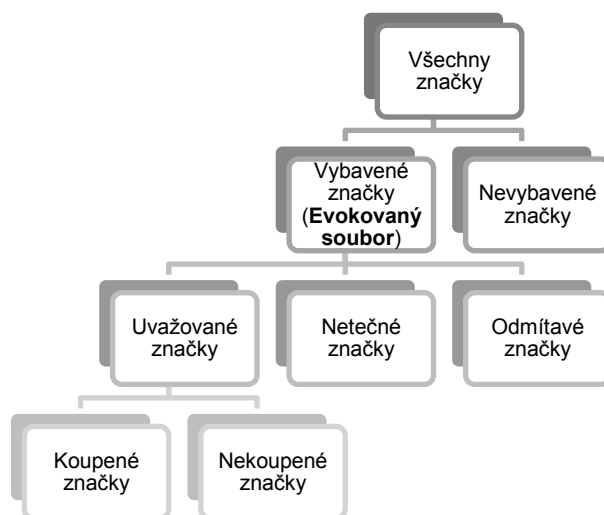 Všechny
značky
Vybavené
značky
(Evokovaný
soubor)
Nevybavené
značky
Uvažované
značky
Netečné
značky
Odmítavé
značky
Koupené
značky
Nekoupené
značky